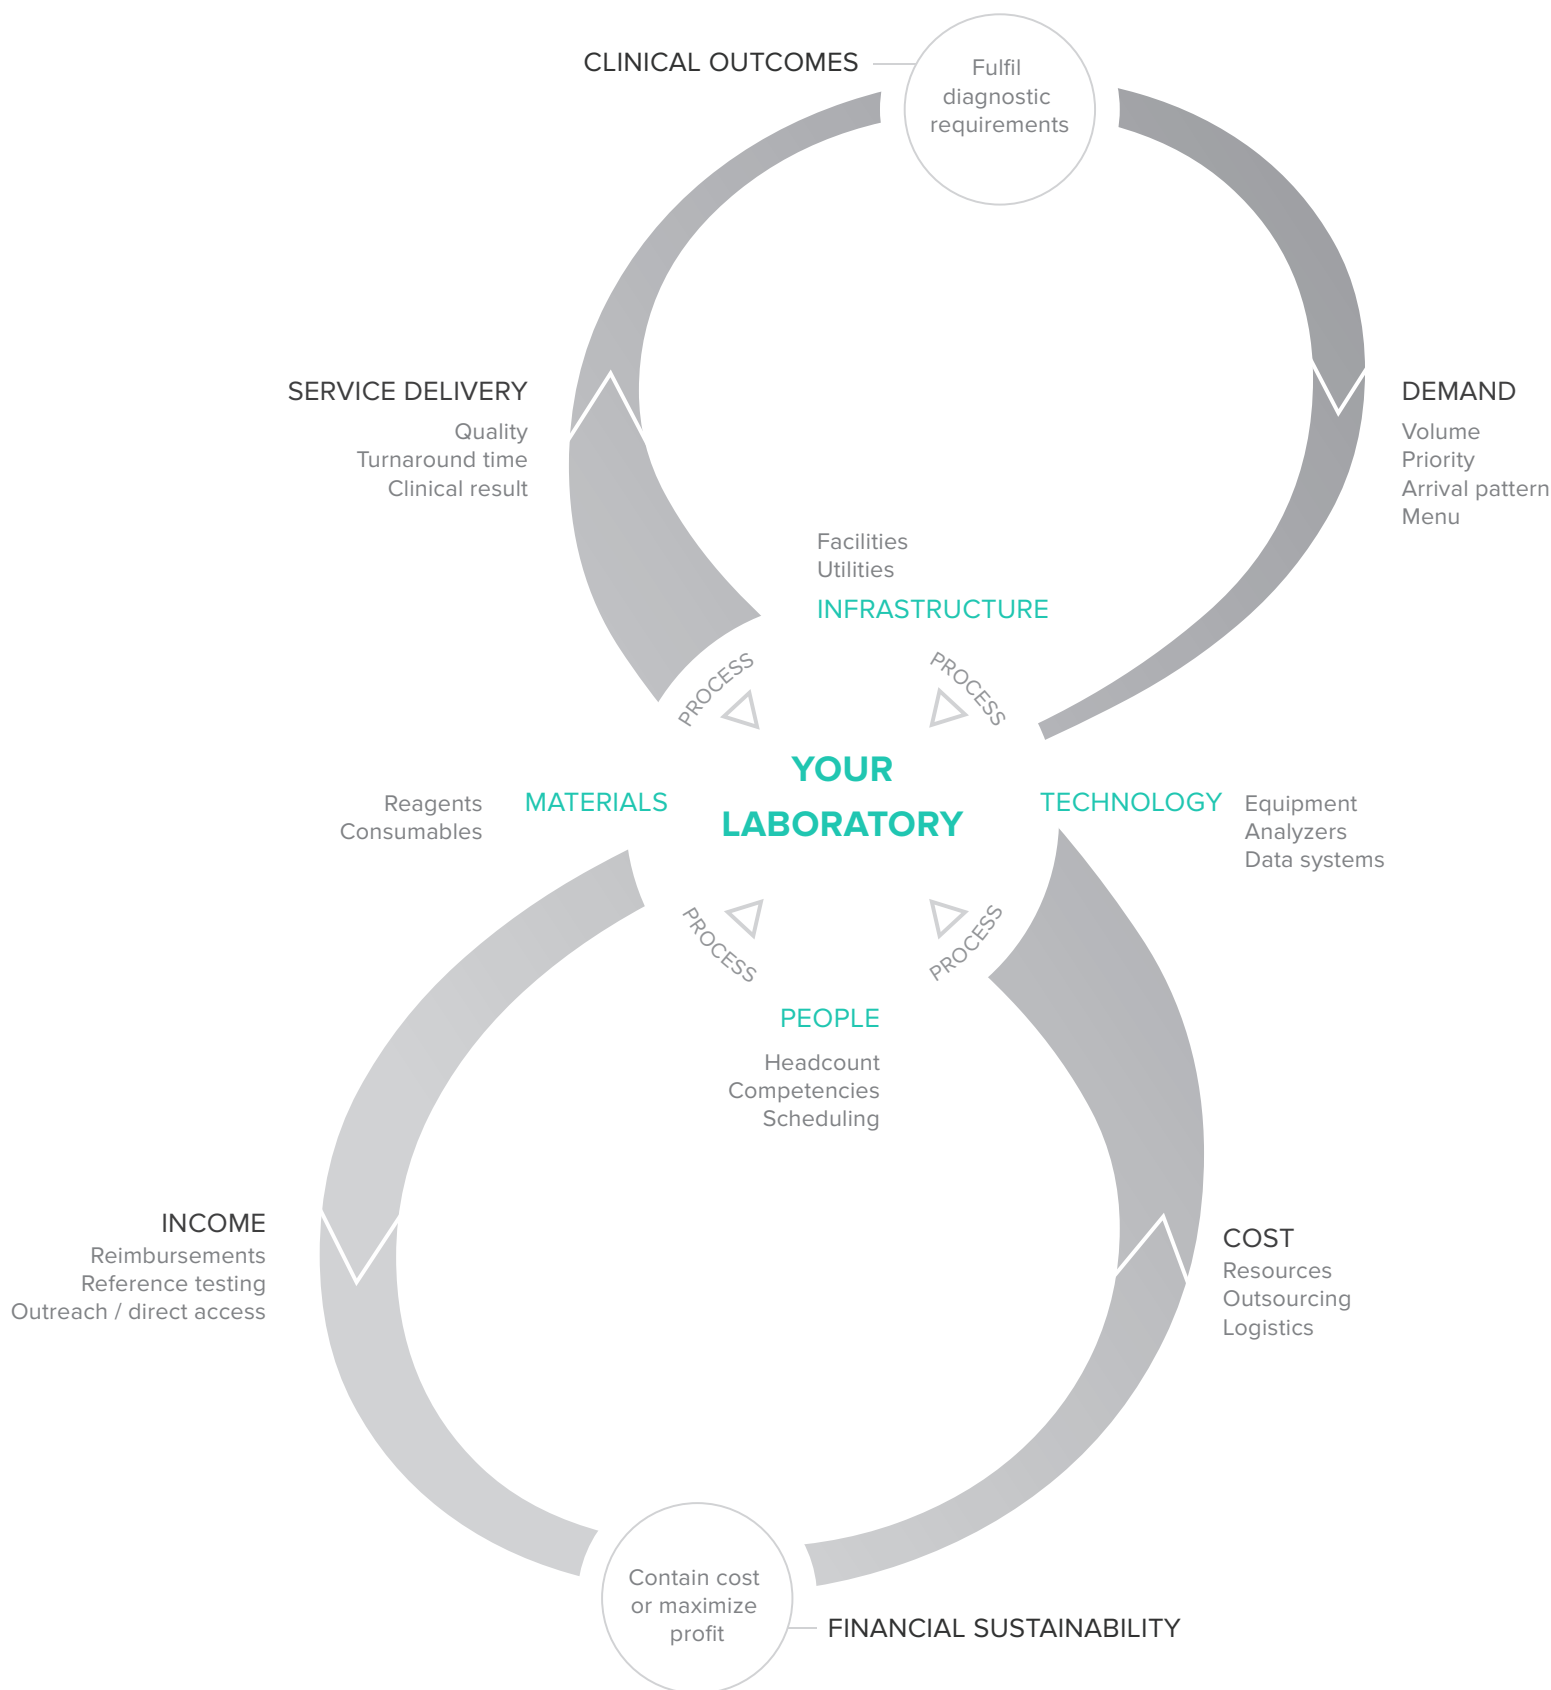 CLINICAL OUTCOMES
Fulfil
diagnostic
requirements
SERVICE DELIVERY
Quality
Turnaround time
Clinical result
DEMAND
Volume
Priority
Arrival pattern
Menu
Facilities
Utilities
INFRASTRUCTURE
PROCESS
PROCESS
YOUR
LABORATORY
Reagents
Consumables
MATERIALS
TECHNOLOGY
Equipment
Analyzers
Data systems
PROCESS
PROCESS
PEOPLE
Headcount
Competencies
Scheduling
INCOME
Reimbursements
Reference testing
Outreach / direct access
COST
Resources
Outsourcing
Logistics
Contain cost
or maximize
profit
FINANCIAL SUSTAINABILITY